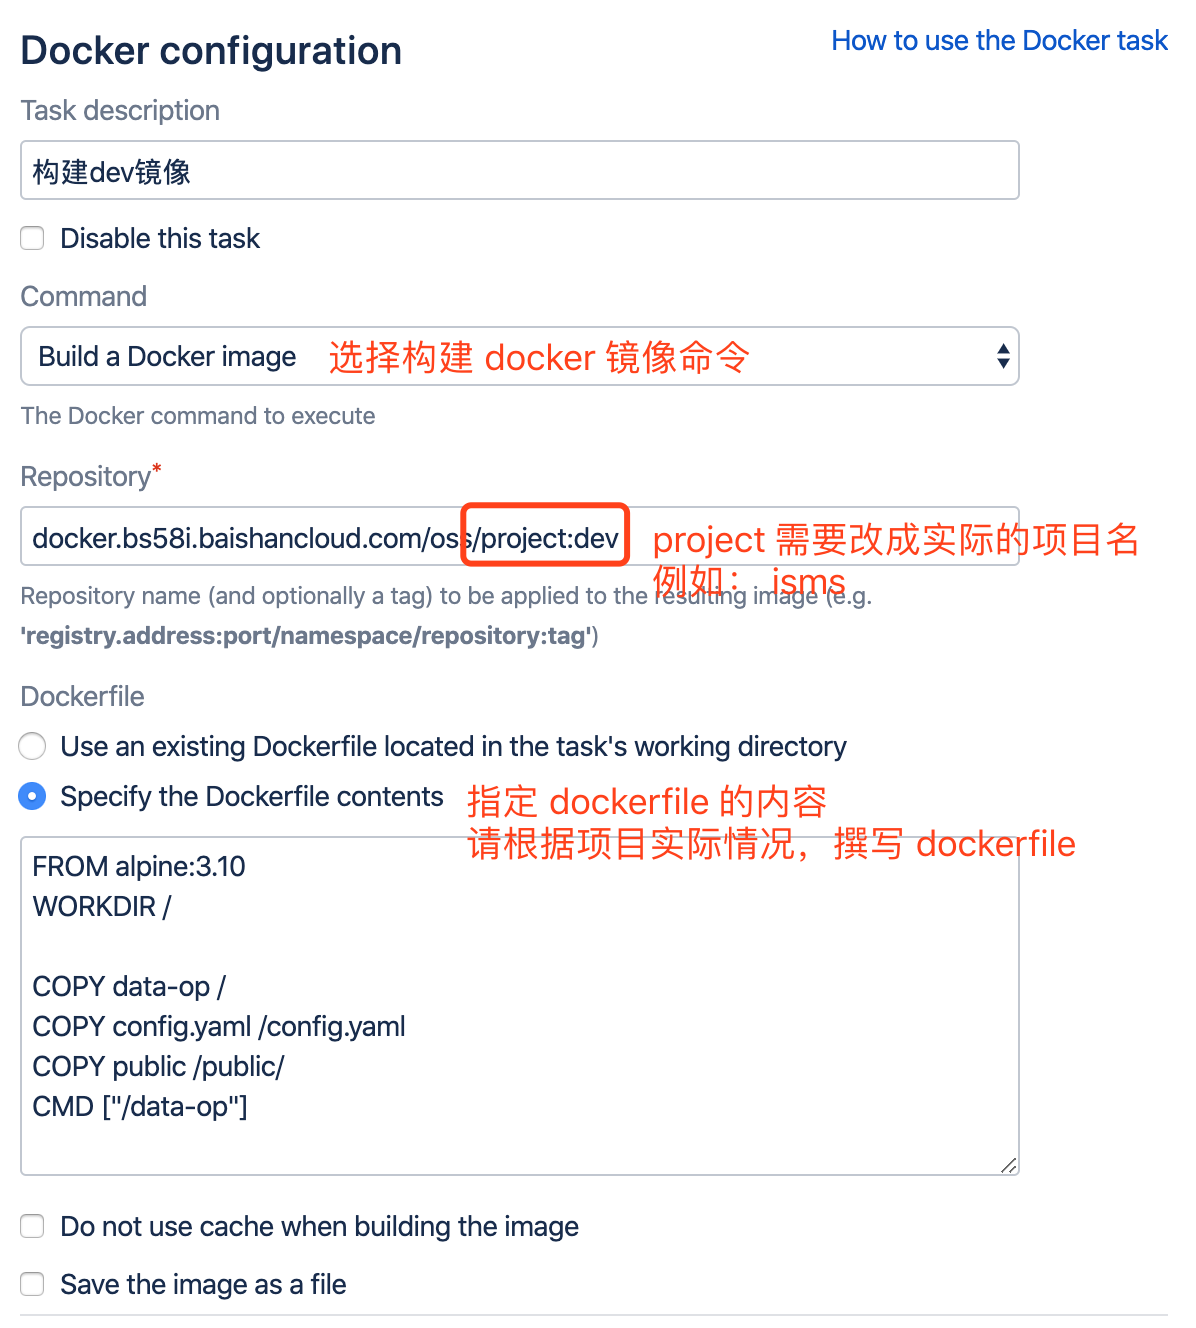 Docker configuration
How to use the Docker task
Task description
构建dev镜像
Disable this task
Command
Build a Docker image
选择构建 docker 镜像命令
The Docker command to execute
Repository*
docker.bs58i.baishancloud.com/oss/project:dev
project 需要改成实际的项目名
例如： isms
Repository name (and optionally a tag) to be applied to the resulting image (e.g.
'registry.address:port/namespace/repository:tag')
Dockerfile
Use an existing Dockerfile located in the task's working directory
Specify the Dockerfile contents
指定 dockerfile 的内容
请根据项目实际情况，撰写 dockerfile
FROM alpine:3.10
WORKDIR /
COPY data-op /
COPY config.yaml /config.yaml
COPY public /public/
CMD ["/data-op"]
Do not use cache when building the image
Save the image as a file